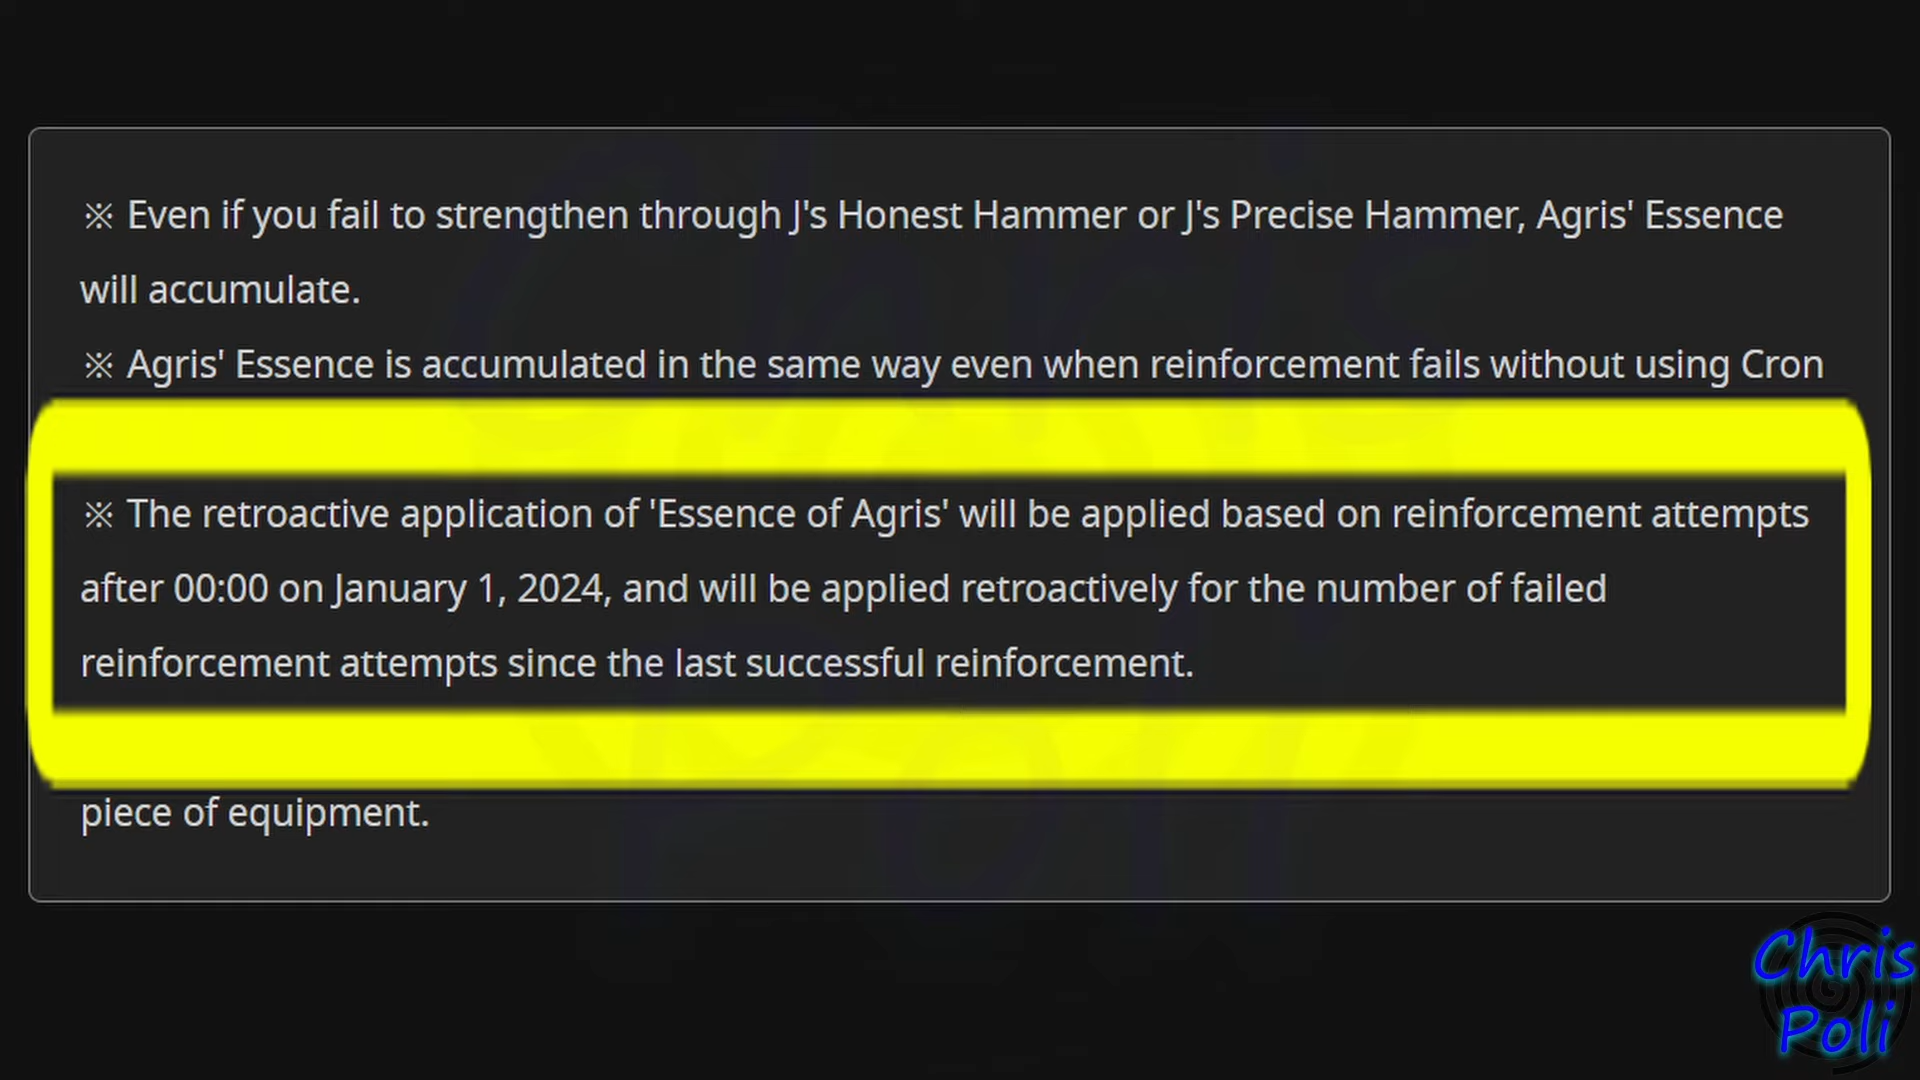 ※ Even if you fail to strengthen through J's Honest Hammer or J's Precise Hammer, Agris' Essence
will accumulate.
※ Agris' Essence is accumulated in the same way even when reinforcement fails without using Cron
※ The retroactive application of 'Essence of Agris' will be applied based on reinforcement attempts
after 00:00 on January 1, 2024, and will be applied retroactively for the number of failed
reinforcement attempts since the last successful reinforcement.
piece of equipment.
Chris
Poli